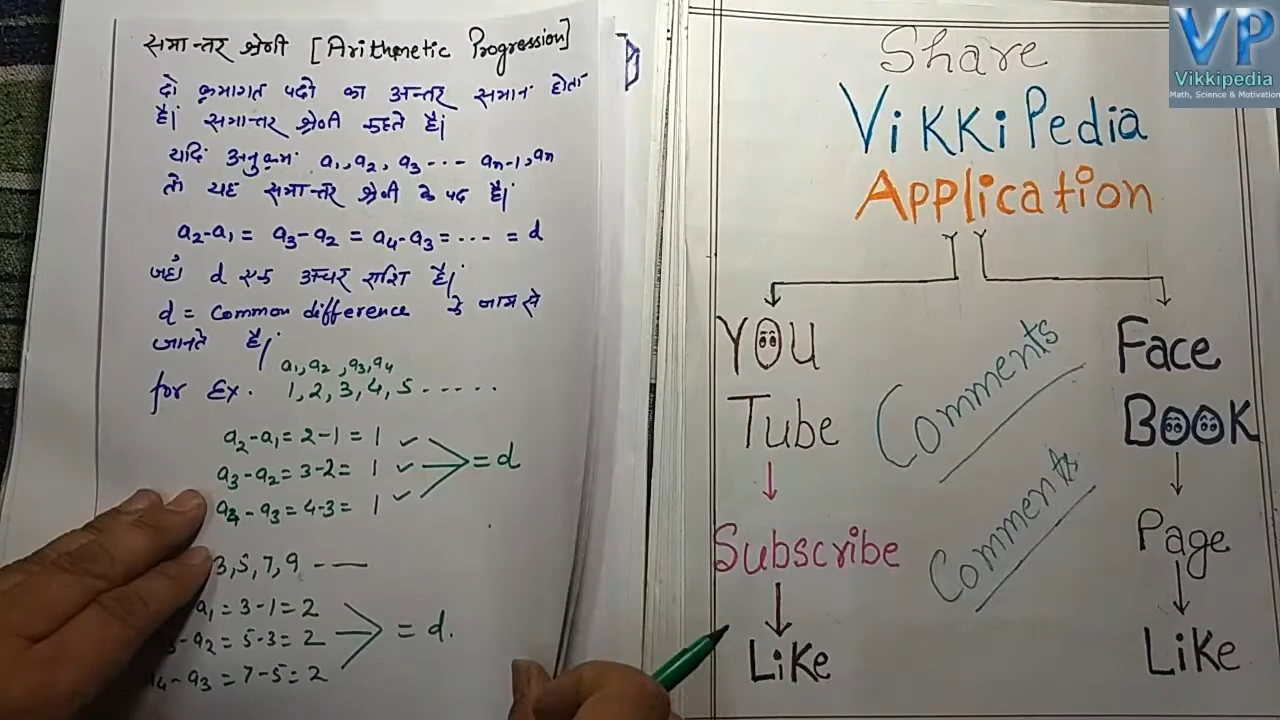 समान्तर श्रेणी [Arithmetic Progression]
दो क्रमागत पदो का अन्तर समान होता
है। समान्तर श्रेणी कहते है।
यदि अनुक्रम a₁, a₂, a₃ ---- aₙ₋₁, aₙ
तो यह समान्तर श्रेणी के पद है।
a₂-a₁ = a₃-a₂ = a₄-a₃ = ---- = d
जहाँ d एक अचर राशि है।
d = Common difference के नाम से
जानते है।
a₁, a₂, a₃, a₄
for Ex. 1, 2, 3, 4, 5 -----
a₂-a₁ = 2-1 = 1 ✓
a₃-a₂ = 3-2 = 1 ✓ = d
a₄-a₃ = 4-3 = 1 ✓
3, 5, 7, 9 ---
a₁ = 3-1 = 2
-a₂ = 5-3 = 2 = d.
a₄-a₃ = 7-5 = 2
Share
ViKKiPedia
Application
YOU
Tube
Subscribe
LiKe
Comments
Comments
Face
BOOK
Page
LiKe
VP
Vikkipedia
Math, Science & Motivation